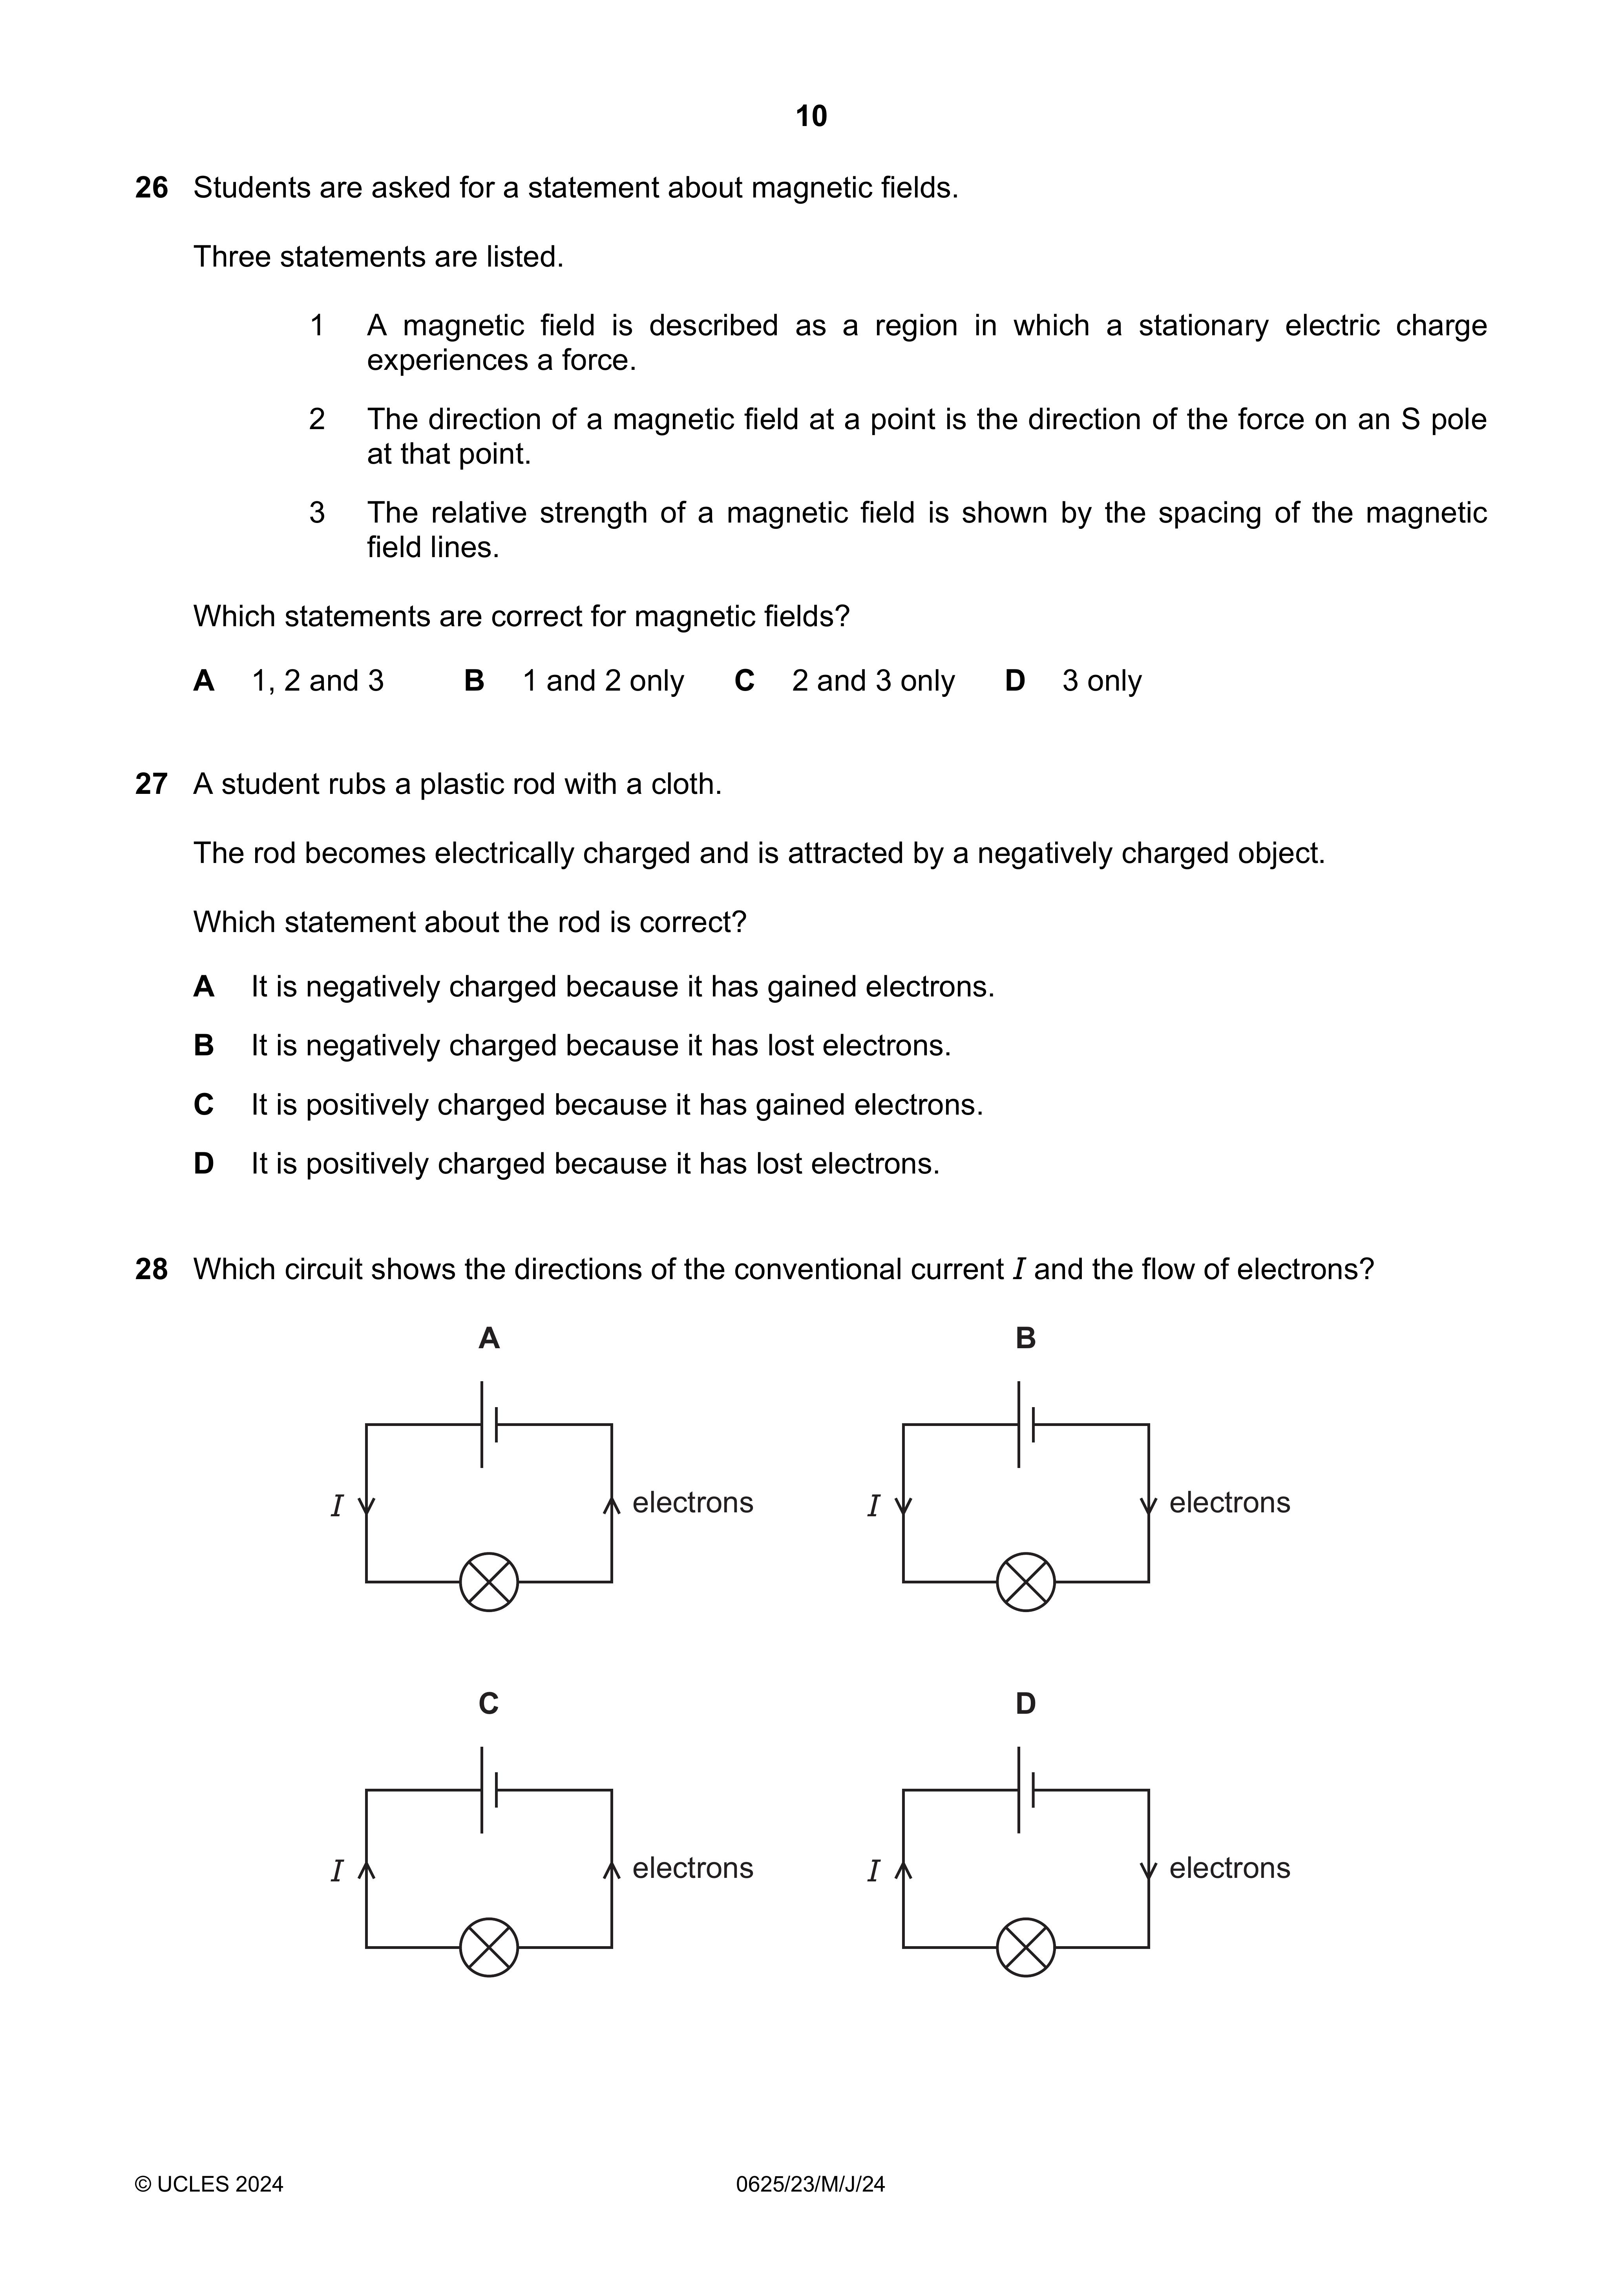 10
26 Students are asked for a statement about magnetic fields.
Three statements are listed.
1 A magnetic field is described as a region in which a stationary electric charge
experiences a force.
2 The direction of a magnetic field at a point is the direction of the force on an S pole
at that point.
3 The relative strength of a magnetic field is shown by the spacing of the magnetic
field lines.
Which statements are correct for magnetic fields?
A 1, 2 and 3 B 1 and 2 only C 2 and 3 only D 3 only
27 A student rubs a plastic rod with a cloth.
The rod becomes electrically charged and is attracted by a negatively charged object.
Which statement about the rod is correct?
A It is negatively charged because it has gained electrons.
B It is negatively charged because it has lost electrons.
C It is positively charged because it has gained electrons.
D It is positively charged because it has lost electrons.
28 Which circuit shows the directions of the conventional current I and the flow of electrons?
A B
I electrons I electrons
C D
I electrons I electrons
© UCLES 2024 0625/23/M/J/24